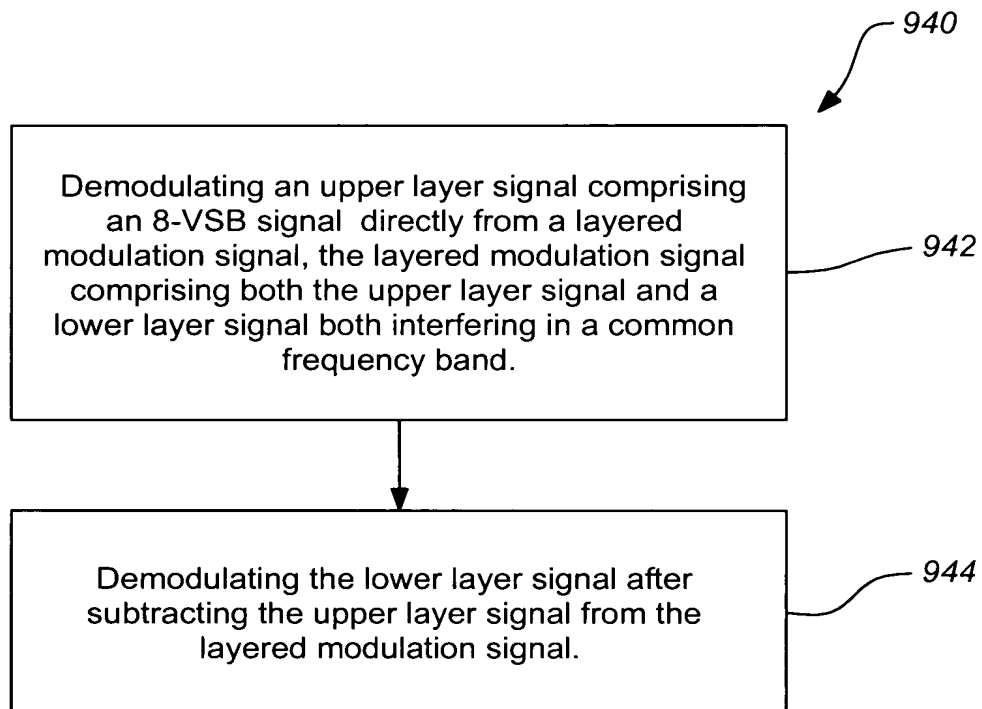 940
Demodulating an upper layer signal comprising
an 8-VSB signal directly from a layered
modulation signal, the layered modulation signal
comprising both the upper layer signal and a
lower layer signal both interfering in a common
frequency band.
942
Demodulating the lower layer signal after
subtracting the upper layer signal from the
layered modulation signal.
944